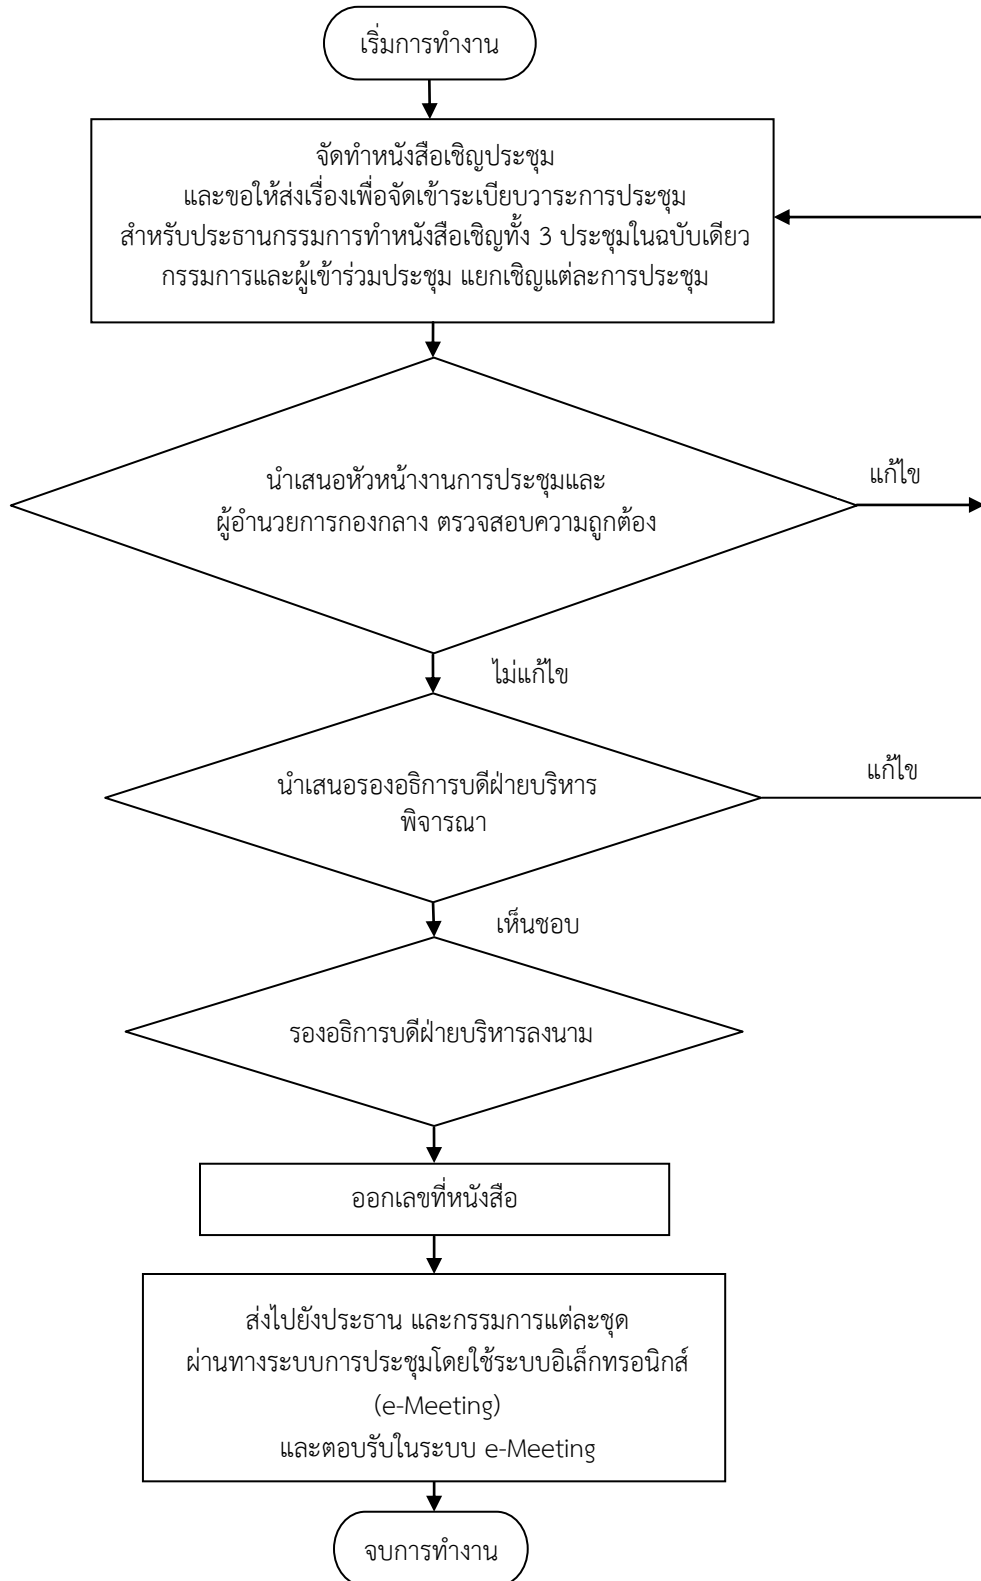 เริ่มการทำงาน
จัดทำหนังสือเชิญประชุม
และขอให้ส่งเรื่องเพื่อจัดเข้าระเบียบวาระการประชุม
สำหรับประธานกรรมการทำหนังสือเชิญทั้ง 3 ประชุมในฉบับเดียว
กรรมการและผู้เข้าร่วมประชุม แยกเชิญแต่ละการประชุม
นำเสนอหัวหน้างานการประชุมและ
ผู้อำนวยการกองกลาง ตรวจสอบความถูกต้อง
แก้ไข
ไม่แก้ไข
นำเสนอรองอธิการบดีฝ่ายบริหาร
พิจารณา
แก้ไข
เห็นชอบ
รองอธิการบดีฝ่ายบริหารลงนาม
ออกเลขที่หนังสือ
ส่งไปยังประธาน และกรรมการแต่ละชุด
ผ่านทางระบบการประชุมโดยใช้ระบบอิเล็กทรอนิกส์
(e-Meeting)
และตอบรับในระบบ e-Meeting
จบการทำงาน